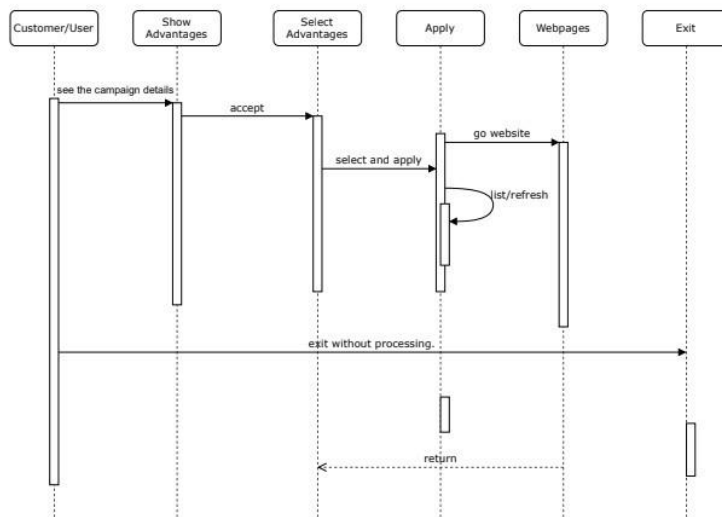 Customer/User
Show
Advantages
Select
Advantages
Apply
Webpages
Exit
see the campaign details
accept
go website
select and apply
list/refresh
exit without processing.
return